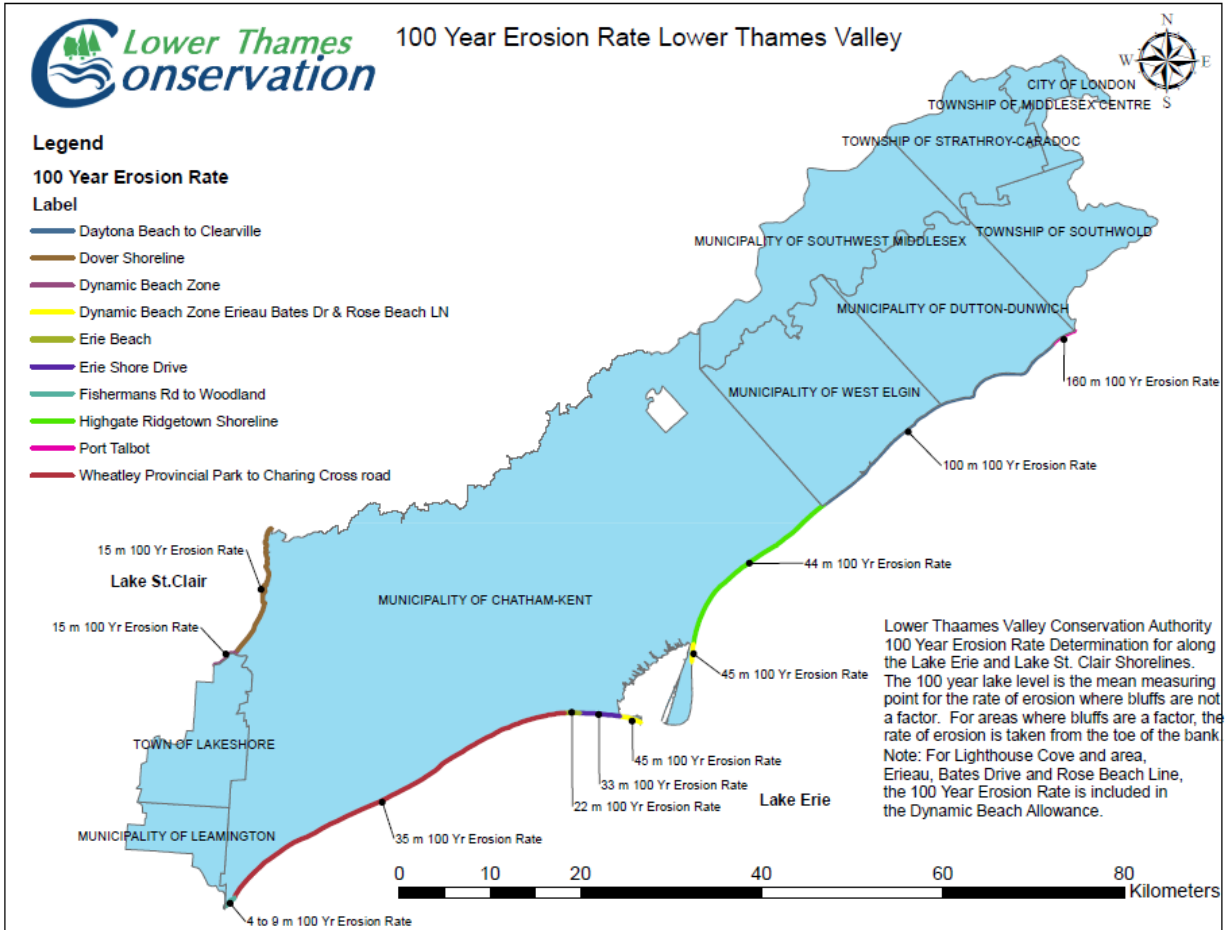 Lower Thames
Conservation
100 Year Erosion Rate Lower Thames Valley
N
W E
S
Legend
100 Year Erosion Rate
Label
Daytona Beach to Clearville
Dover Shoreline
Dynamic Beach Zone
Dynamic Beach Zone Erieau Bates Dr & Rose Beach LN
Erie Beach
Erie Shore Drive
Fishermans Rd to Woodland
Highgate Ridgetown Shoreline
Port Talbot
Wheatley Provincial Park to Charing Cross road
CITY OF LONDON
TOWNSHIP OF MIDDLESEX CENTRE
TOWNSHIP OF STRATHROY-CARADOC
TOWNSHIP OF SOUTHWOLD
MUNICIPALITY OF SOUTHWEST MIDDLESEX
MUNICIPALITY OF DUTTON-DUNWICH
160 m 100 Yr Erosion Rate
MUNICIPALITY OF WEST ELGIN
100 m 100 Yr Erosion Rate
15 m 100 Yr Erosion Rate
Lake St.Clair
44 m 100 Yr Erosion Rate
MUNICIPALITY OF CHATHAM-KENT
15 m 100 Yr Erosion Rate
45 m 100 Yr Erosion Rate
Lower Thaames Valley Conservation Authority
100 Year Erosion Rate Determination for along
the Lake Erie and Lake St. Clair Shorelines.
The 100 year lake level is the mean measuring
point for the rate of erosion where bluffs are not
a factor. For areas where bluffs are a factor, the
rate of erosion is taken from the toe of the bank.
Note: For Lighthouse Cove and area,
Erieau, Bates Drive and Rose Beach Line,
the 100 Year Erosion Rate is included in
the Dynamic Beach Allowance.
TOWN OF LAKESHORE
45 m 100 Yr Erosion Rate
33 m 100 Yr Erosion Rate
22 m 100 Yr Erosion Rate
Lake Erie
MUNICIPALITY OF LEAMINGTON
35 m 100 Yr Erosion Rate
0 10 20 40 60 80
Kilometers
4 to 9 m 100 Yr Erosion Rate